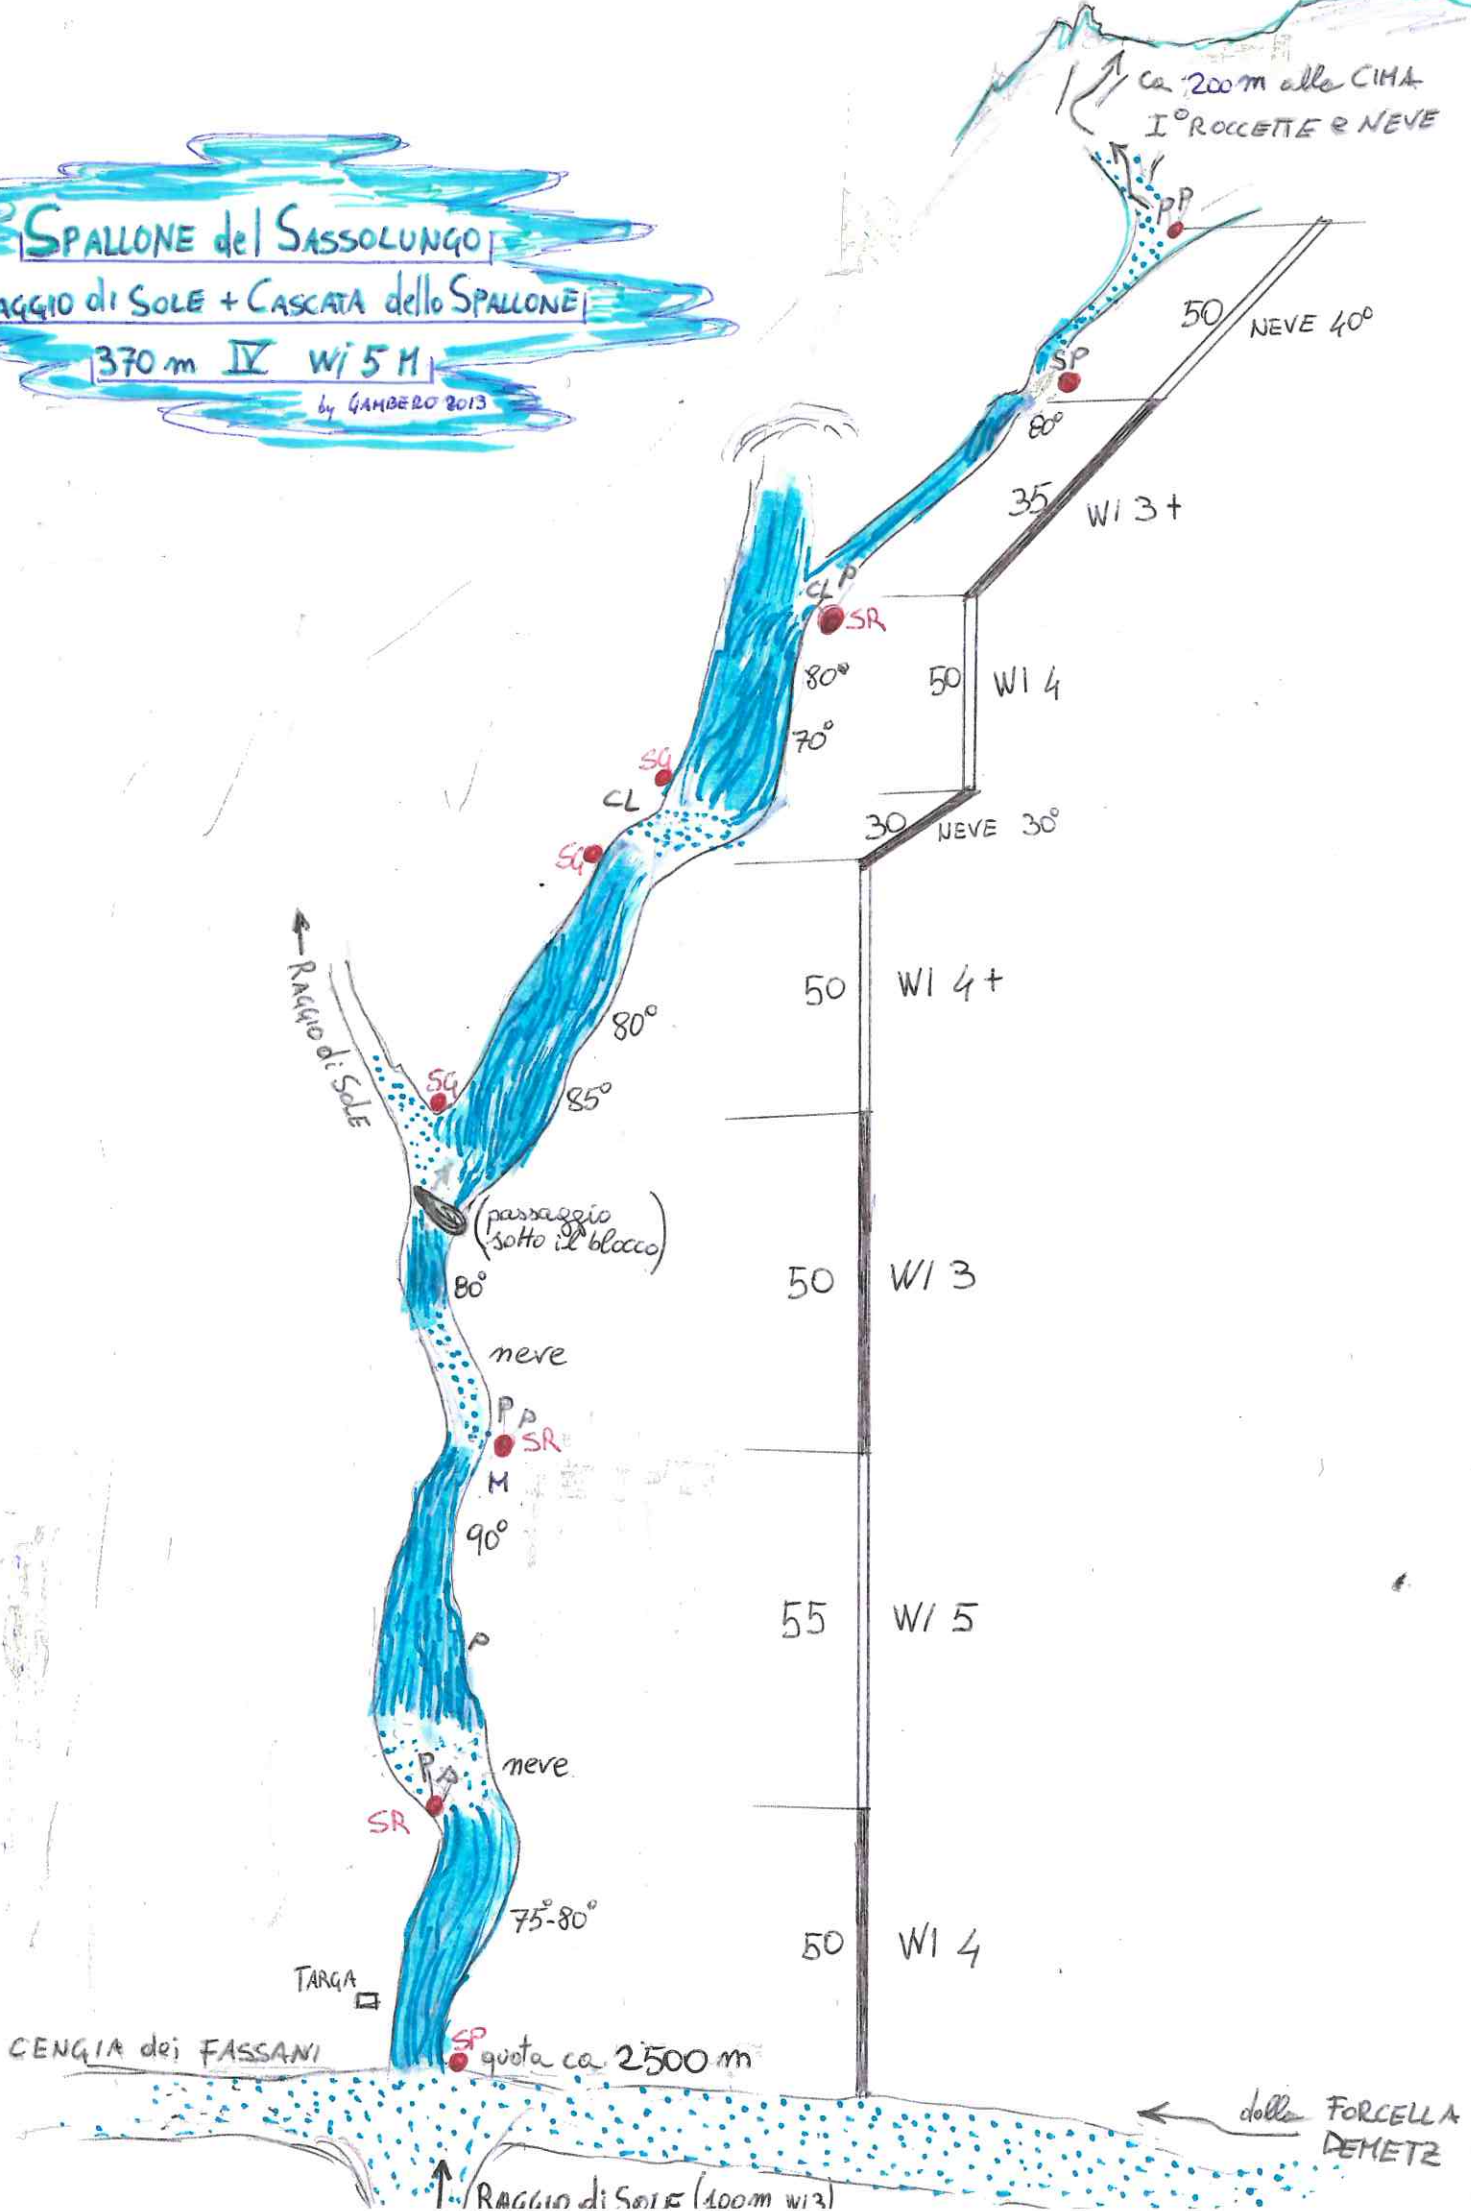 SPALLONE del SASSOLUNGO
AGGIO di SOLE + CASCATA dello SPALLONE
370 m IV Wi 5 M
by GAMBERO 2013
ca 200 m alla CIMA
I° ROCCETTE e NEVE
PP
50 NEVE 40°
SP
80°
35 WI 3+
CL P
SR
80°
50 WI 4
70°
SG
CL
30 NEVE 30°
SG
50 WI 4+
RAGGIO di SOLE
80°
85°
SG
(passaggio
sotto il blocco)
80°
50 WI 3
neve
P P
SR
M
90°
P
55 WI 5
neve
P P
SR
75°-80°
50 WI 4
TARGA
CENGIA dei FASSANI
SP quota ca 2500 m
dalla FORCELLA
DEMETZ
RAGGIO di SOLE (100m wi3)